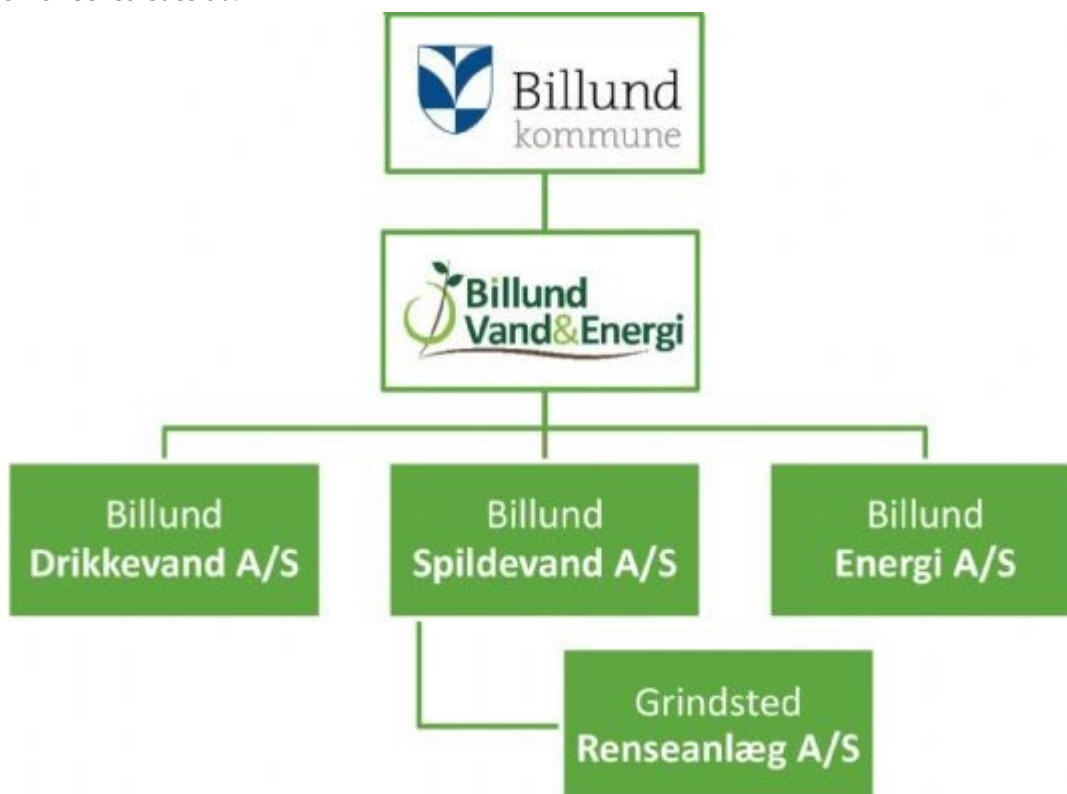 Billund
kommune
Billund
Vand&Energi
Billund
Drikkevand A/S
Billund
Spildevand A/S
Billund
Energi A/S
Grindsted
Renseanlæg A/S